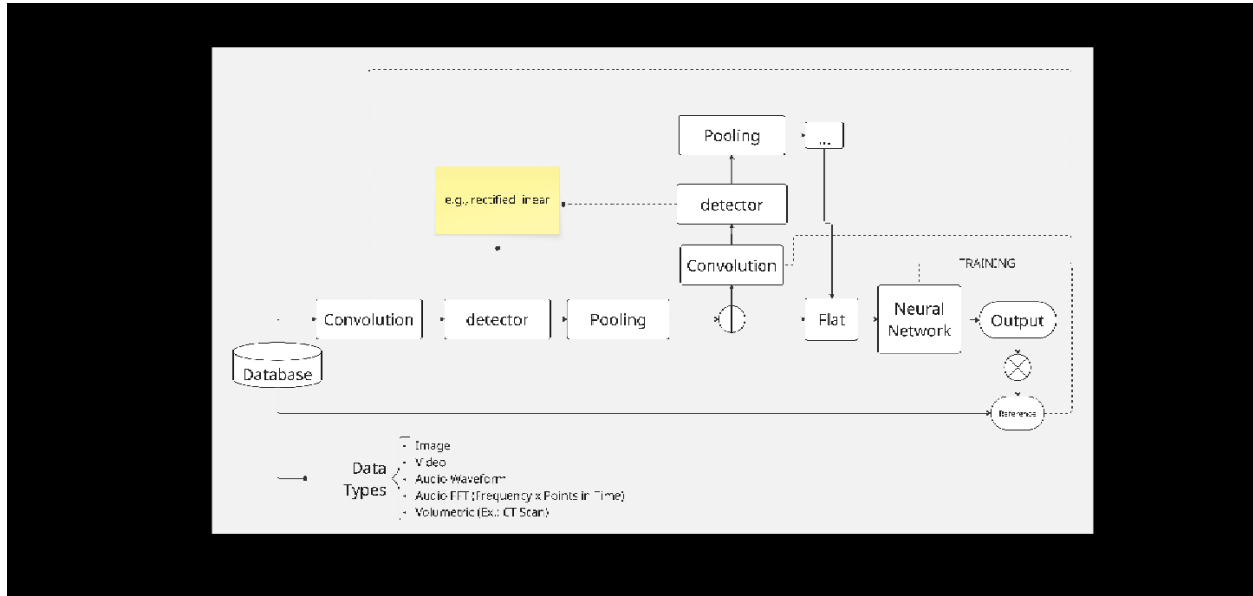 Pooling
...
e.g., rectified linear
detector
Convolution
TRAINING
Convolution
detector
Pooling
Flat
Neural
Network
Output
Database
Reference
Data
Types
- Image
- Video
- Audio Waveform
- Audio FFT (Frequency x Points in Time)
- Volumetric (Ex.: CT Scan)